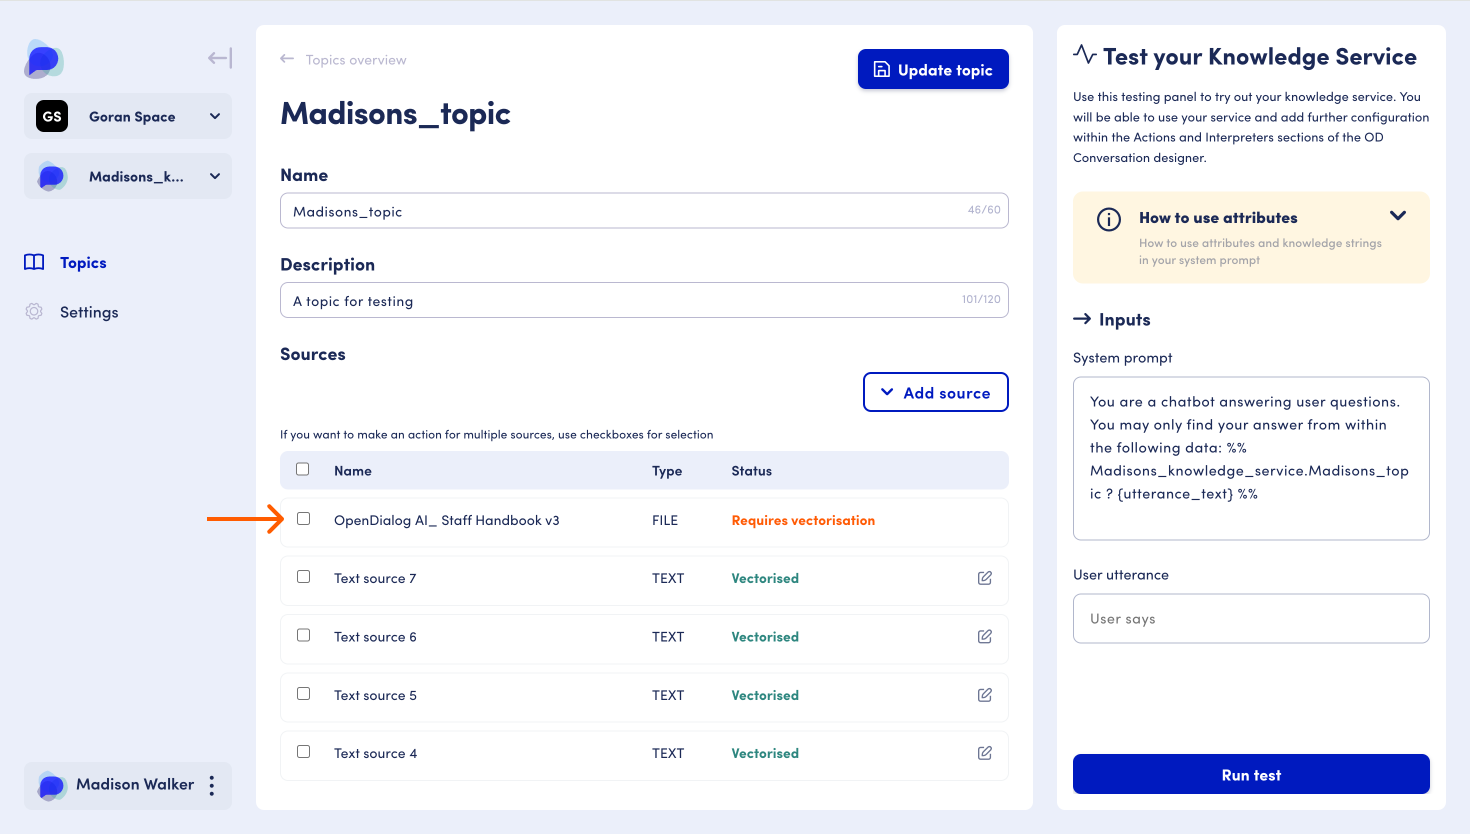 GS
Goran Space
Madisons_k...
Topics
Settings
Madison Walker
Topics overview
Update topic
Madisons_topic
Name
Madisons_topic
46/60
Description
A topic for testing
101/120
Sources
Add source
If you want to make an action for multiple sources, use checkboxes for selection
Name Type Status
OpenDialog AI_ Staff Handbook v3 FILE Requires vectorisation
Text source 7 TEXT Vectorised
Text source 6 TEXT Vectorised
Text source 5 TEXT Vectorised
Text source 4 TEXT Vectorised
Test your Knowledge Service
Use this testing panel to try out your knowledge service. You
will be able to use your service and add further configuration
within the Actions and Interpreters sections of the OD
Conversation designer.
How to use attributes
How to use attributes and knowledge strings
in your system prompt
Inputs
System prompt
You are a chatbot answering user questions.
You may only find your answer from within
the following data: %%
Madisons_knowledge_service.Madisons_top
ic ? {utterance_text} %%
User utterance
User says
Run test